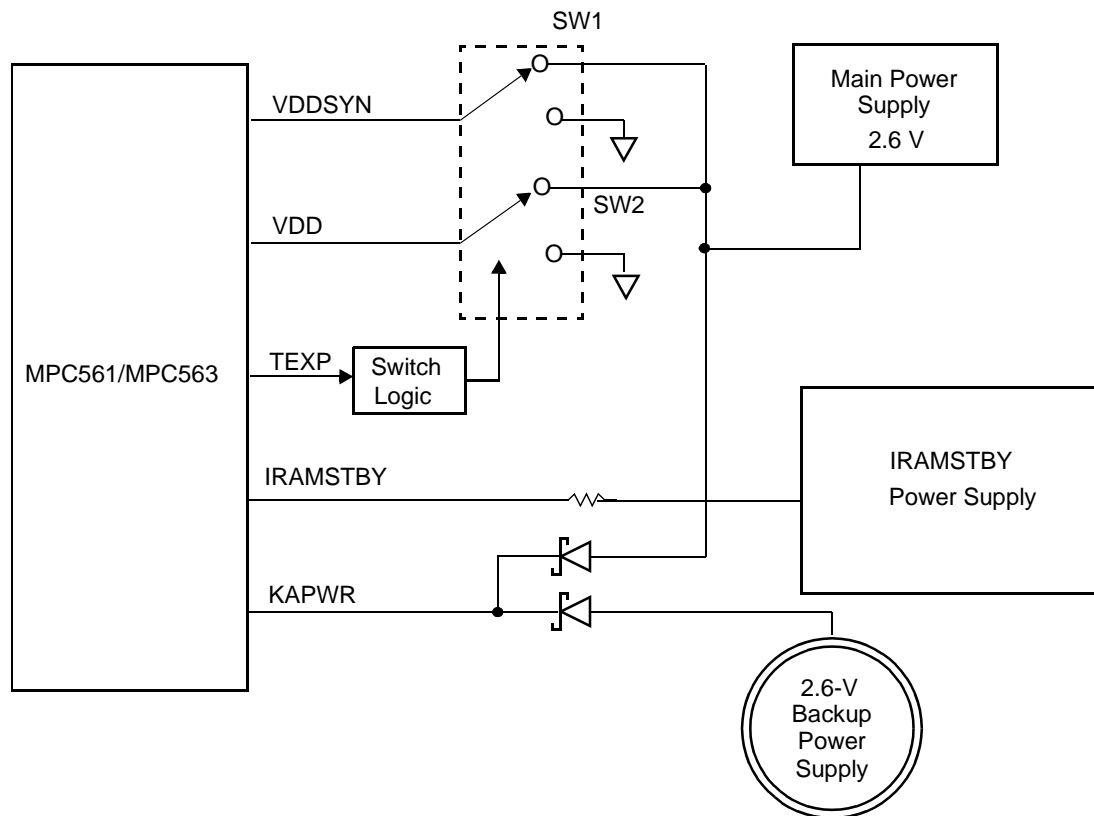 SW1
VDDSYN
Main Power
Supply
2.6 V
SW2
VDD
TEXP
Switch
Logic
MPC561/MPC563
IRAMSTBY
IRAMSTBY
Power Supply
KAPWR
2.6-V
Backup
Power
Supply